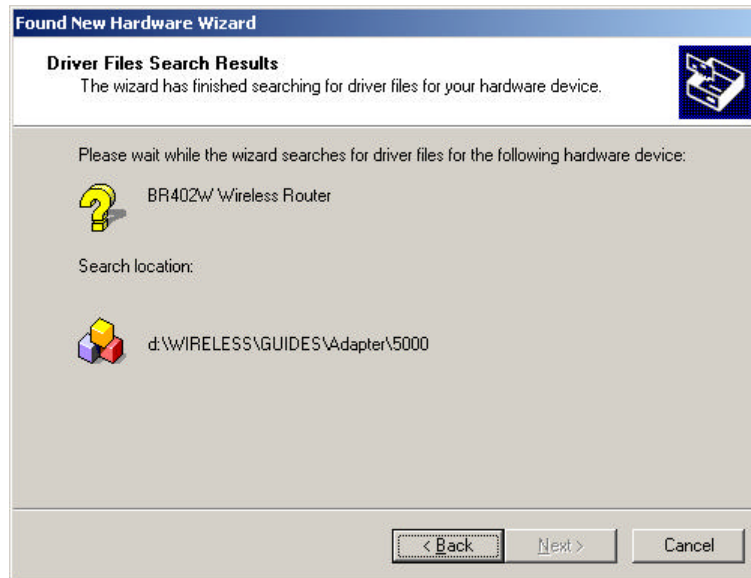 Found New Hardware Wizard
Driver Files Search Results
The wizard has finished searching for driver files for your hardware device.
Please wait while the wizard searches for driver files for the following hardware device:
BR402W Wireless Router
Search location:
d:\WIRELESS\GUIDES\Adapter\5000
< Back Next > Cancel